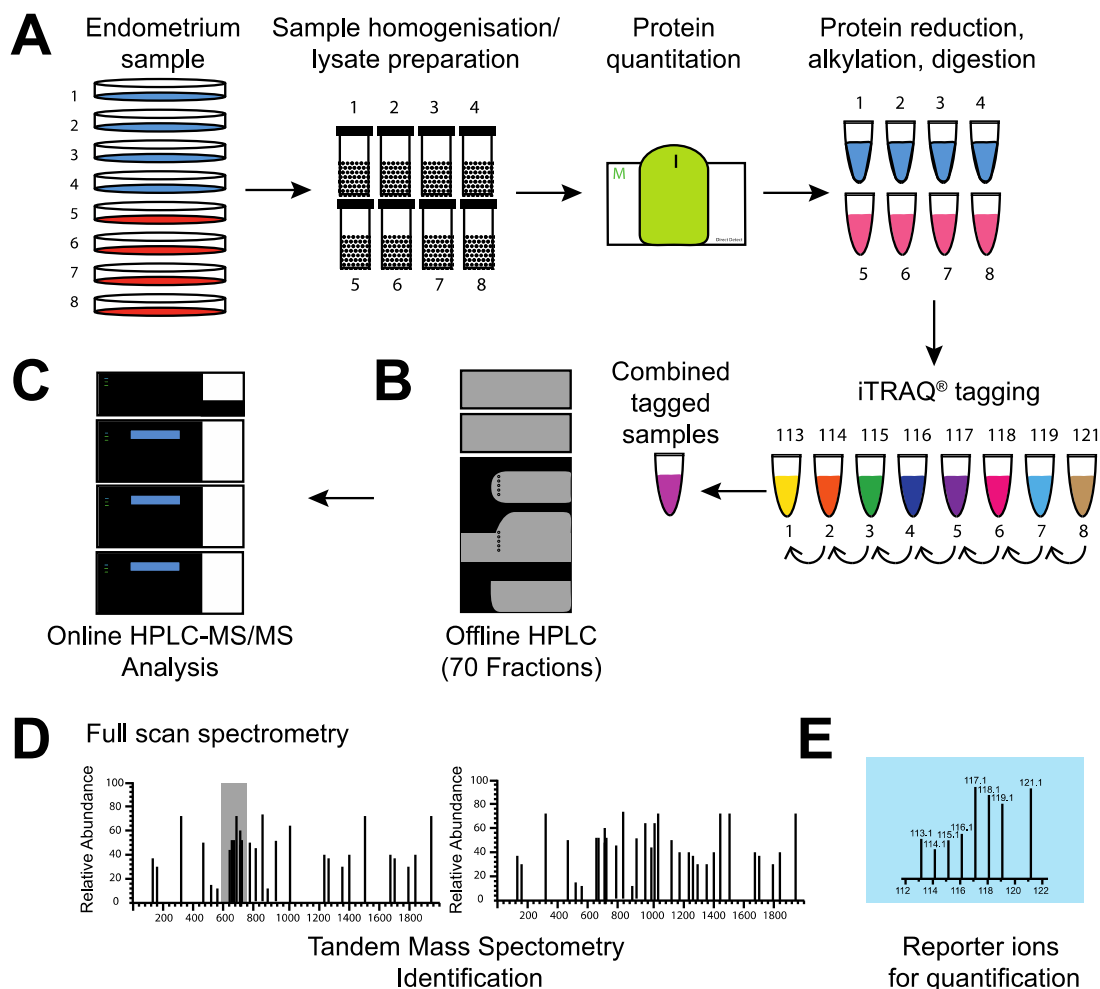 A
Endometrium
sample
Sample homogenisation/
lysate preparation
Protein
quantitation
Protein reduction,
alkylation, digestion
1
2
3
4
5
6
7
8
1 2 3 4
5 6 7 8
M
Direct Detect
1 2 3 4
5 6 7 8
iTRAQ® tagging
113 114 115 116 117 118 119 121
1 2 3 4 5 6 7 8
Combined
tagged
samples
B
Offline HPLC
(70 Fractions)
C
Online HPLC-MS/MS
Analysis
D
Full scan spectrometry
Relative Abundance
100
80
60
40
20
0
200 400 600 800 1000 1200 1400 1600 1800
Relative Abundance
100
80
60
40
20
0
200 400 600 800 1000 1200 1400 1600 1800
Tandem Mass Spectometry
Identification
E
113.1 114.1 115.1 116.1 117.1 118.1 119.1 121.1
112 114 116 118 120 122
Reporter ions
for quantification